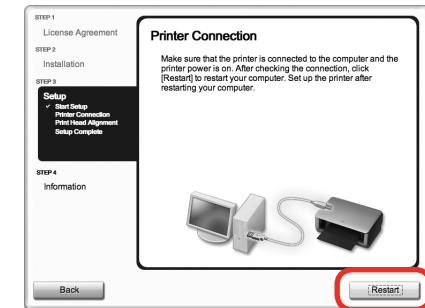 STEP 1
License Agreement
STEP 2
Installation
STEP 3
Setup
✓ Start Setup
Printer Connection
Print Head Alignment
Setup Complete
STEP 4
Information
Printer Connection
Make sure that the printer is connected to the computer and the
printer power is on. After checking the connection, click
[Restart] to restart your computer. Set up the printer after
restarting your computer.
Back
Restart